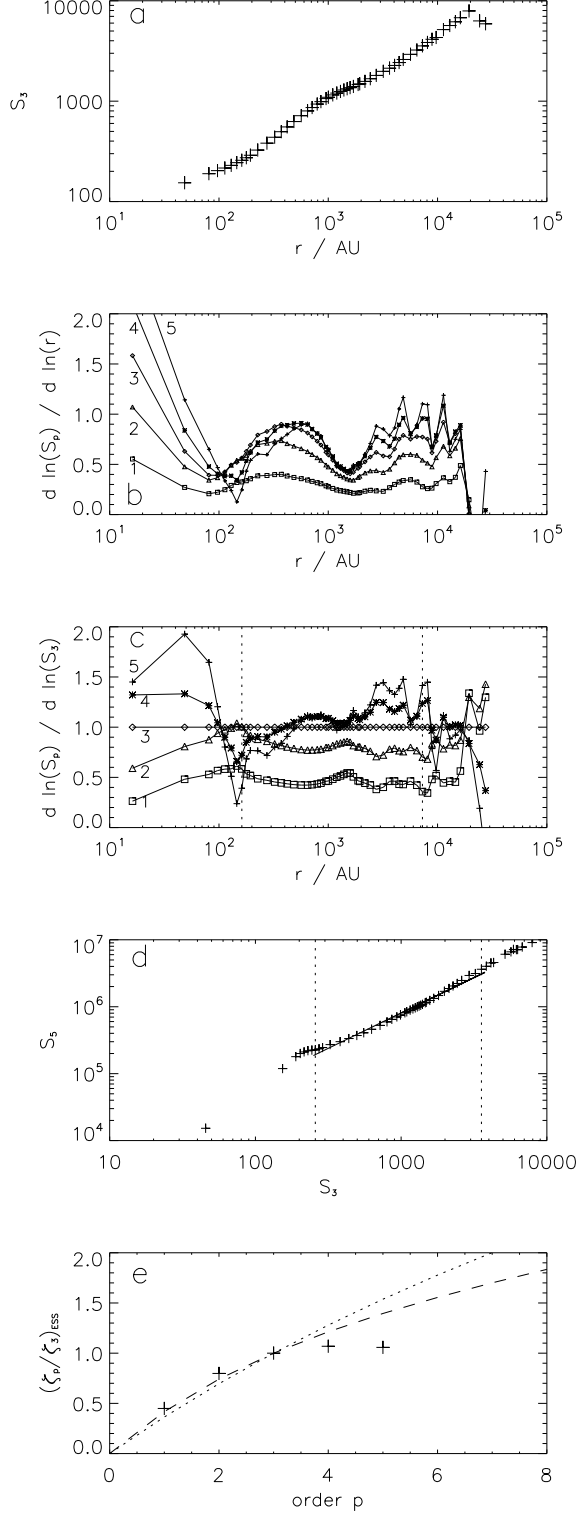 a
10000
1000
100
S₃
10¹ 10² 10³ 10⁴ 10⁵
r / AU
b
2.0
1.5
1.0
0.5
0.0
d ln(Sₚ) / d ln(r)
5
4
3
2
1
10¹ 10² 10³ 10⁴ 10⁵
r / AU
c
2.0
1.5
1.0
0.5
0.0
d ln(Sₚ) / d ln(S₃)
5
4
3
2
1
10¹ 10² 10³ 10⁴ 10⁵
r / AU
d
10⁷
10⁶
10⁵
10⁴
S₅
10 100 1000 10000
S₃
e
2.0
1.5
1.0
0.5
0.0
(ζₚ/ζ₃)ESS
0 2 4 6 8
order p